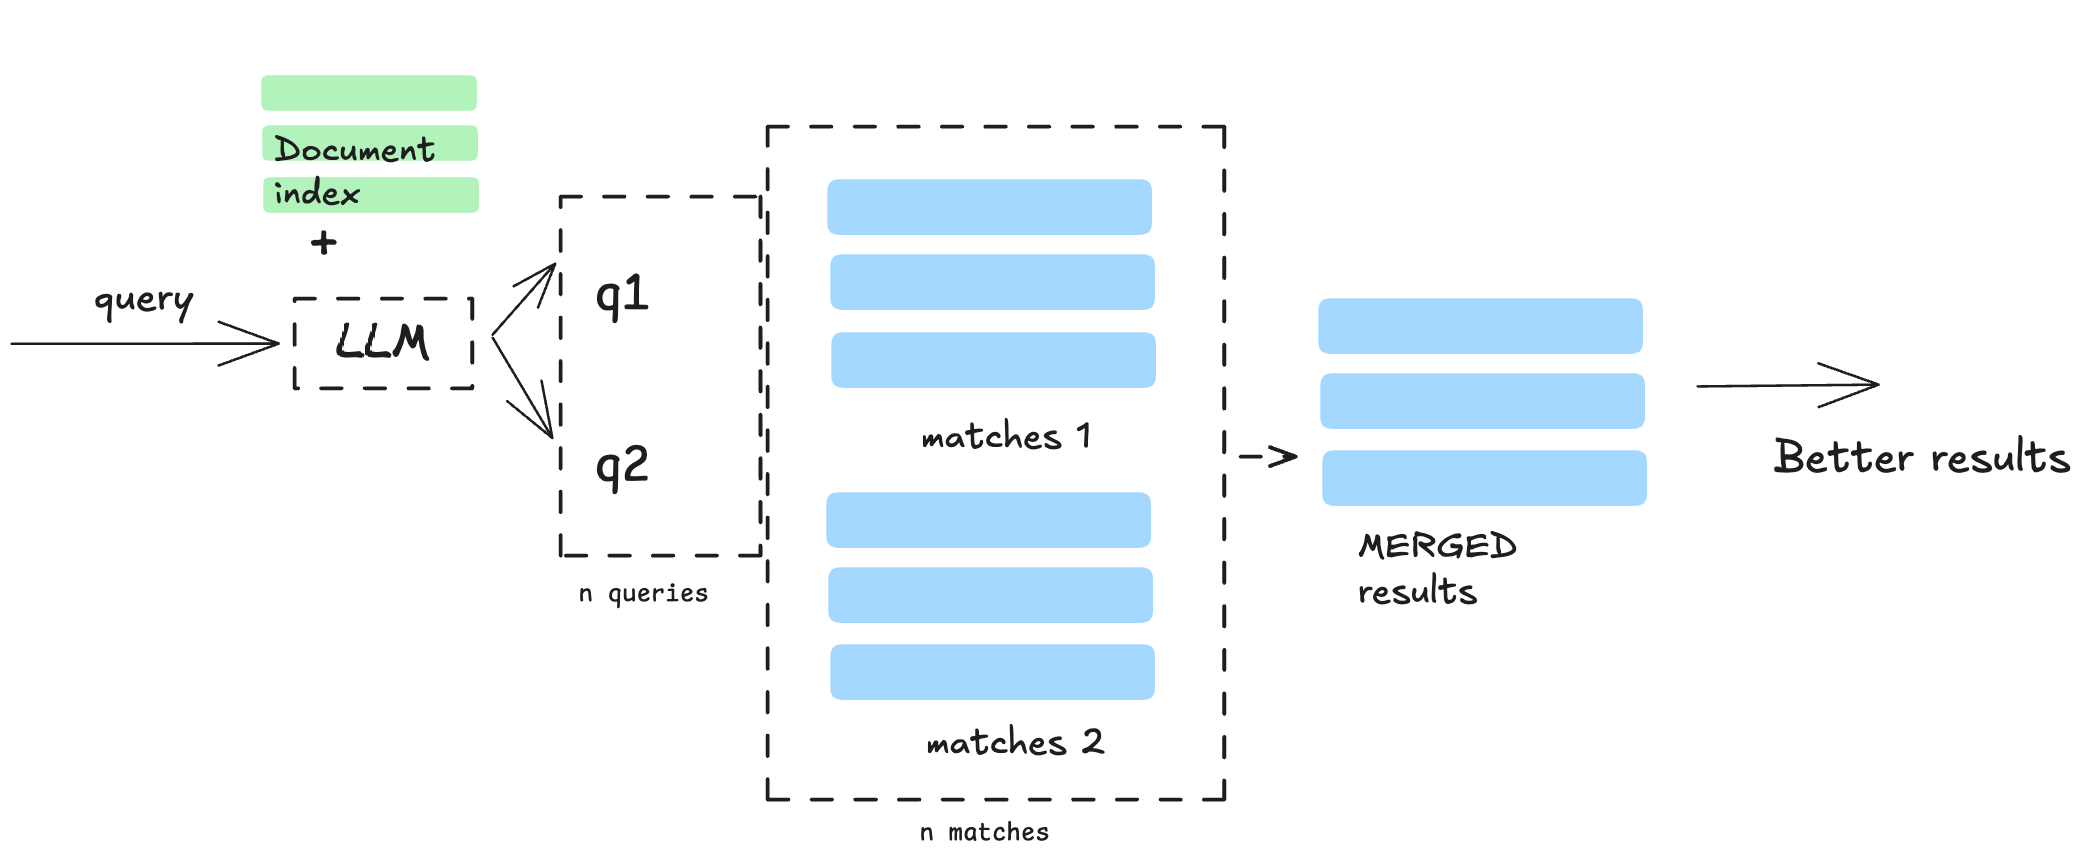 Document
index
+
query
LLM
q1
q2
n queries
matches 1
matches 2
n matches
MERGED
results
Better results